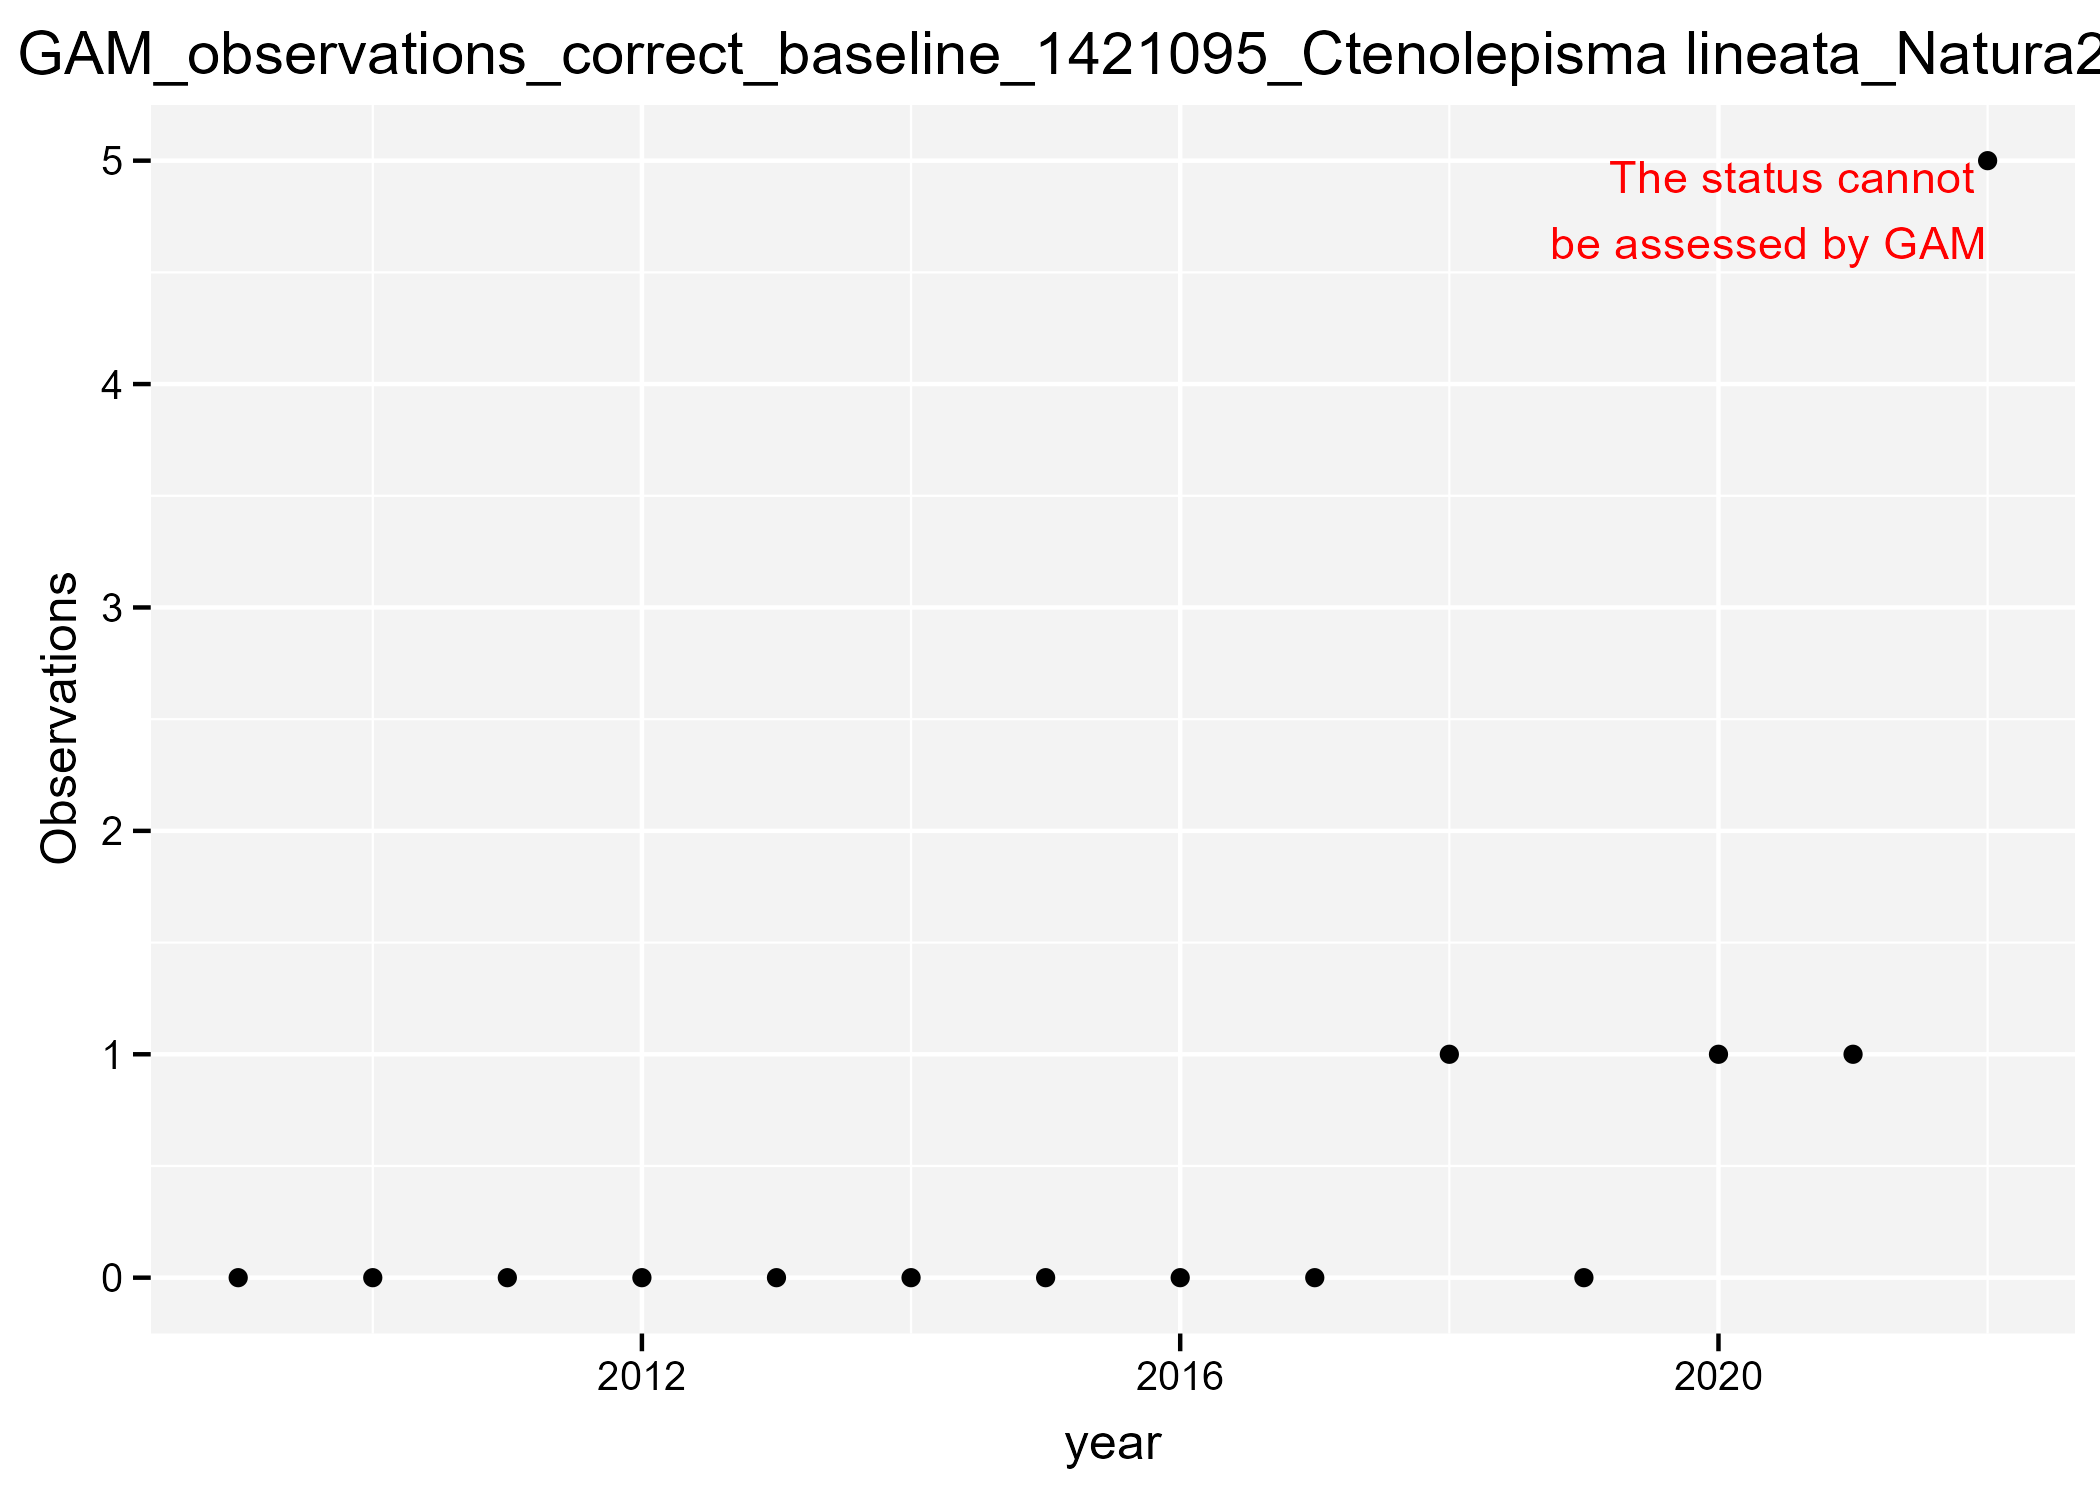 GAM_observations_correct_baseline_1421095_Ctenolepisma lineata_Natura2
5
The status cannot
be assessed by GAM
4
3
Observations
2
1
0
2012 2016 2020
year